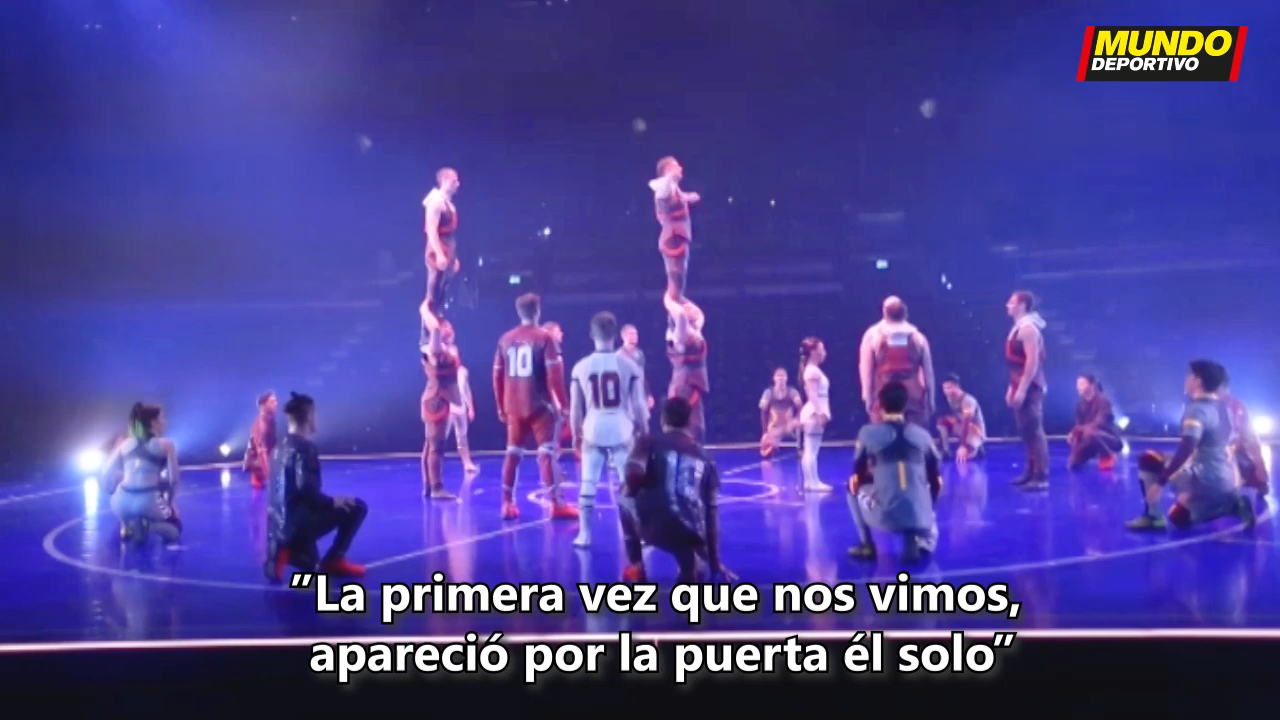 MUNDO
DEPORTIVO
10
10
"La primera vez que nos vimos,
apareció por la puerta él solo"